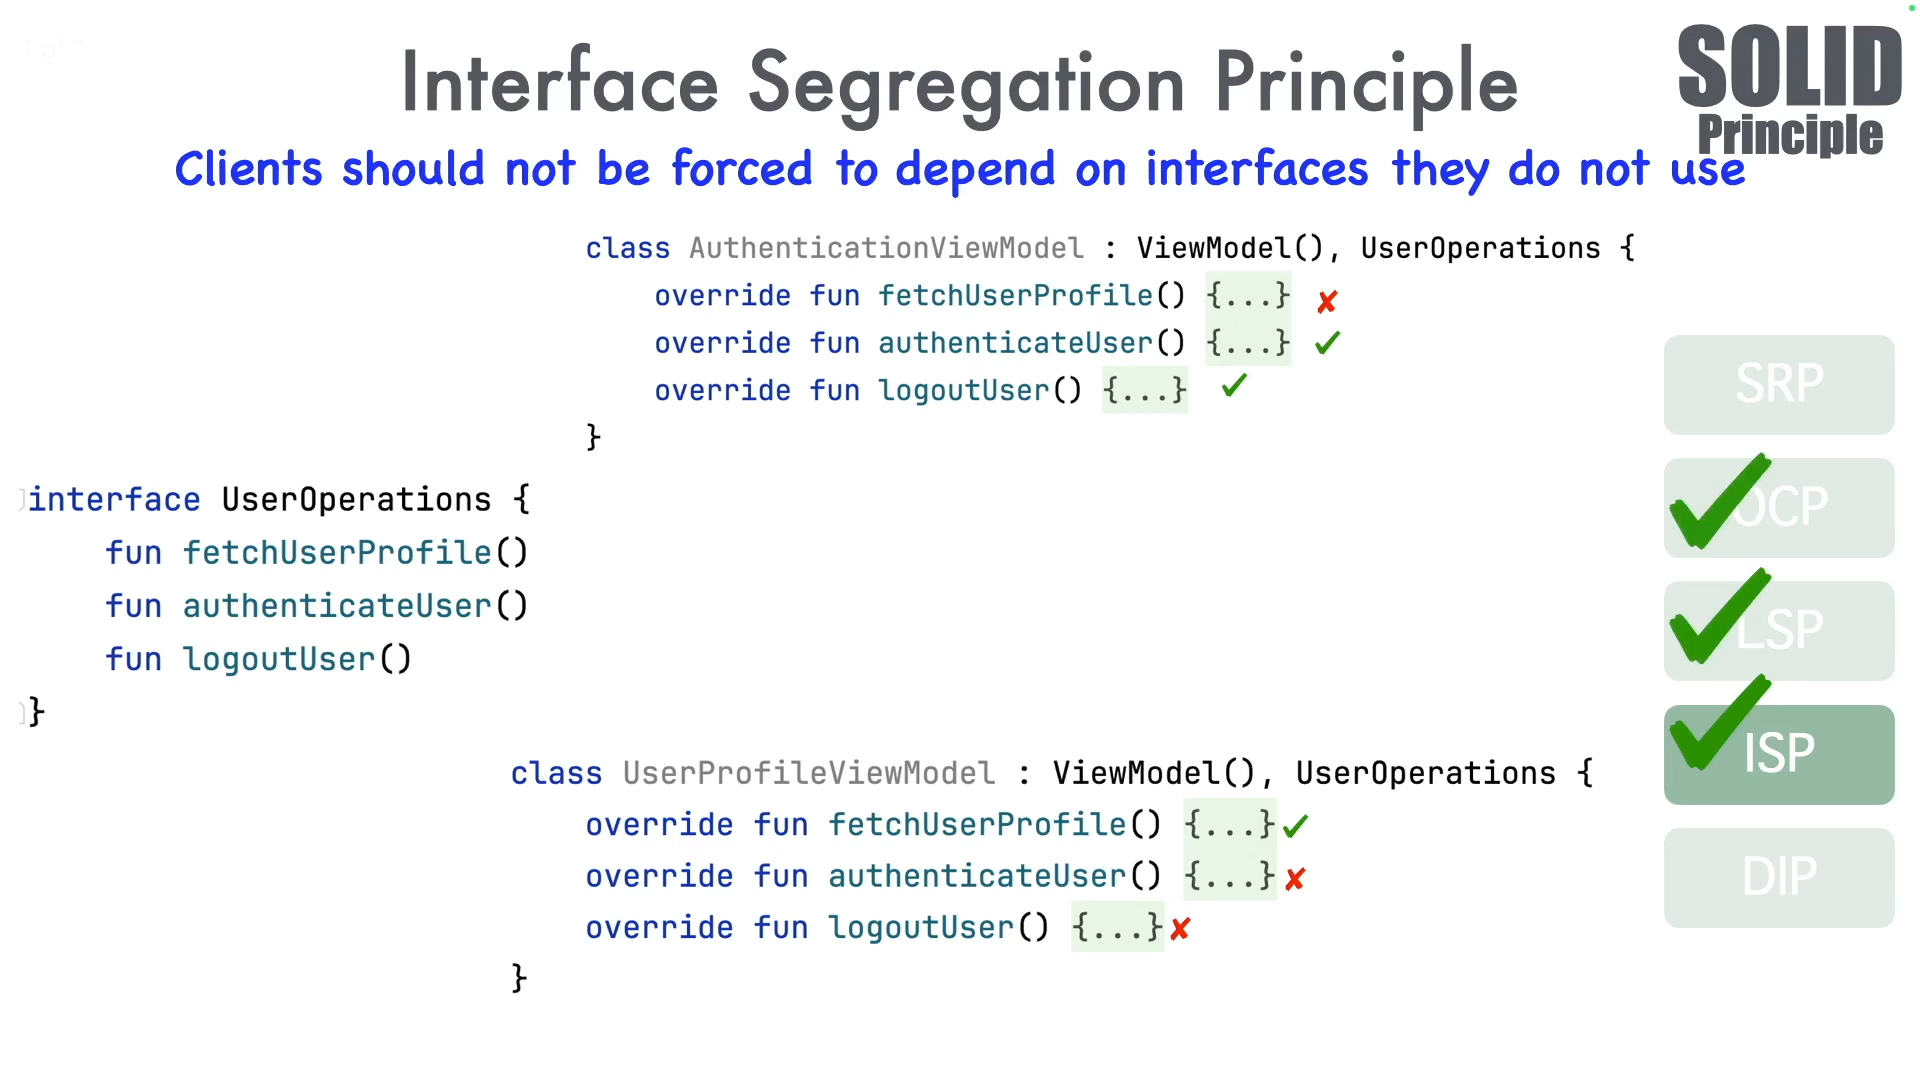 Interface Segregation Principle
SOLID
Principle
Clients should not be forced to depend on interfaces they do not use
class AuthenticationViewModel : ViewModel(), UserOperations {
override fun fetchUserProfile() {...} ✘
override fun authenticateUser() {...} ✓
override fun logoutUser() {...} ✓
}
interface UserOperations {
fun fetchUserProfile()
fun authenticateUser()
fun logoutUser()
}
class UserProfileViewModel : ViewModel(), UserOperations {
override fun fetchUserProfile() {...} ✓
override fun authenticateUser() {...} ✘
override fun logoutUser() {...} ✘
}
SRP
OCP
LSP
ISP
DIP